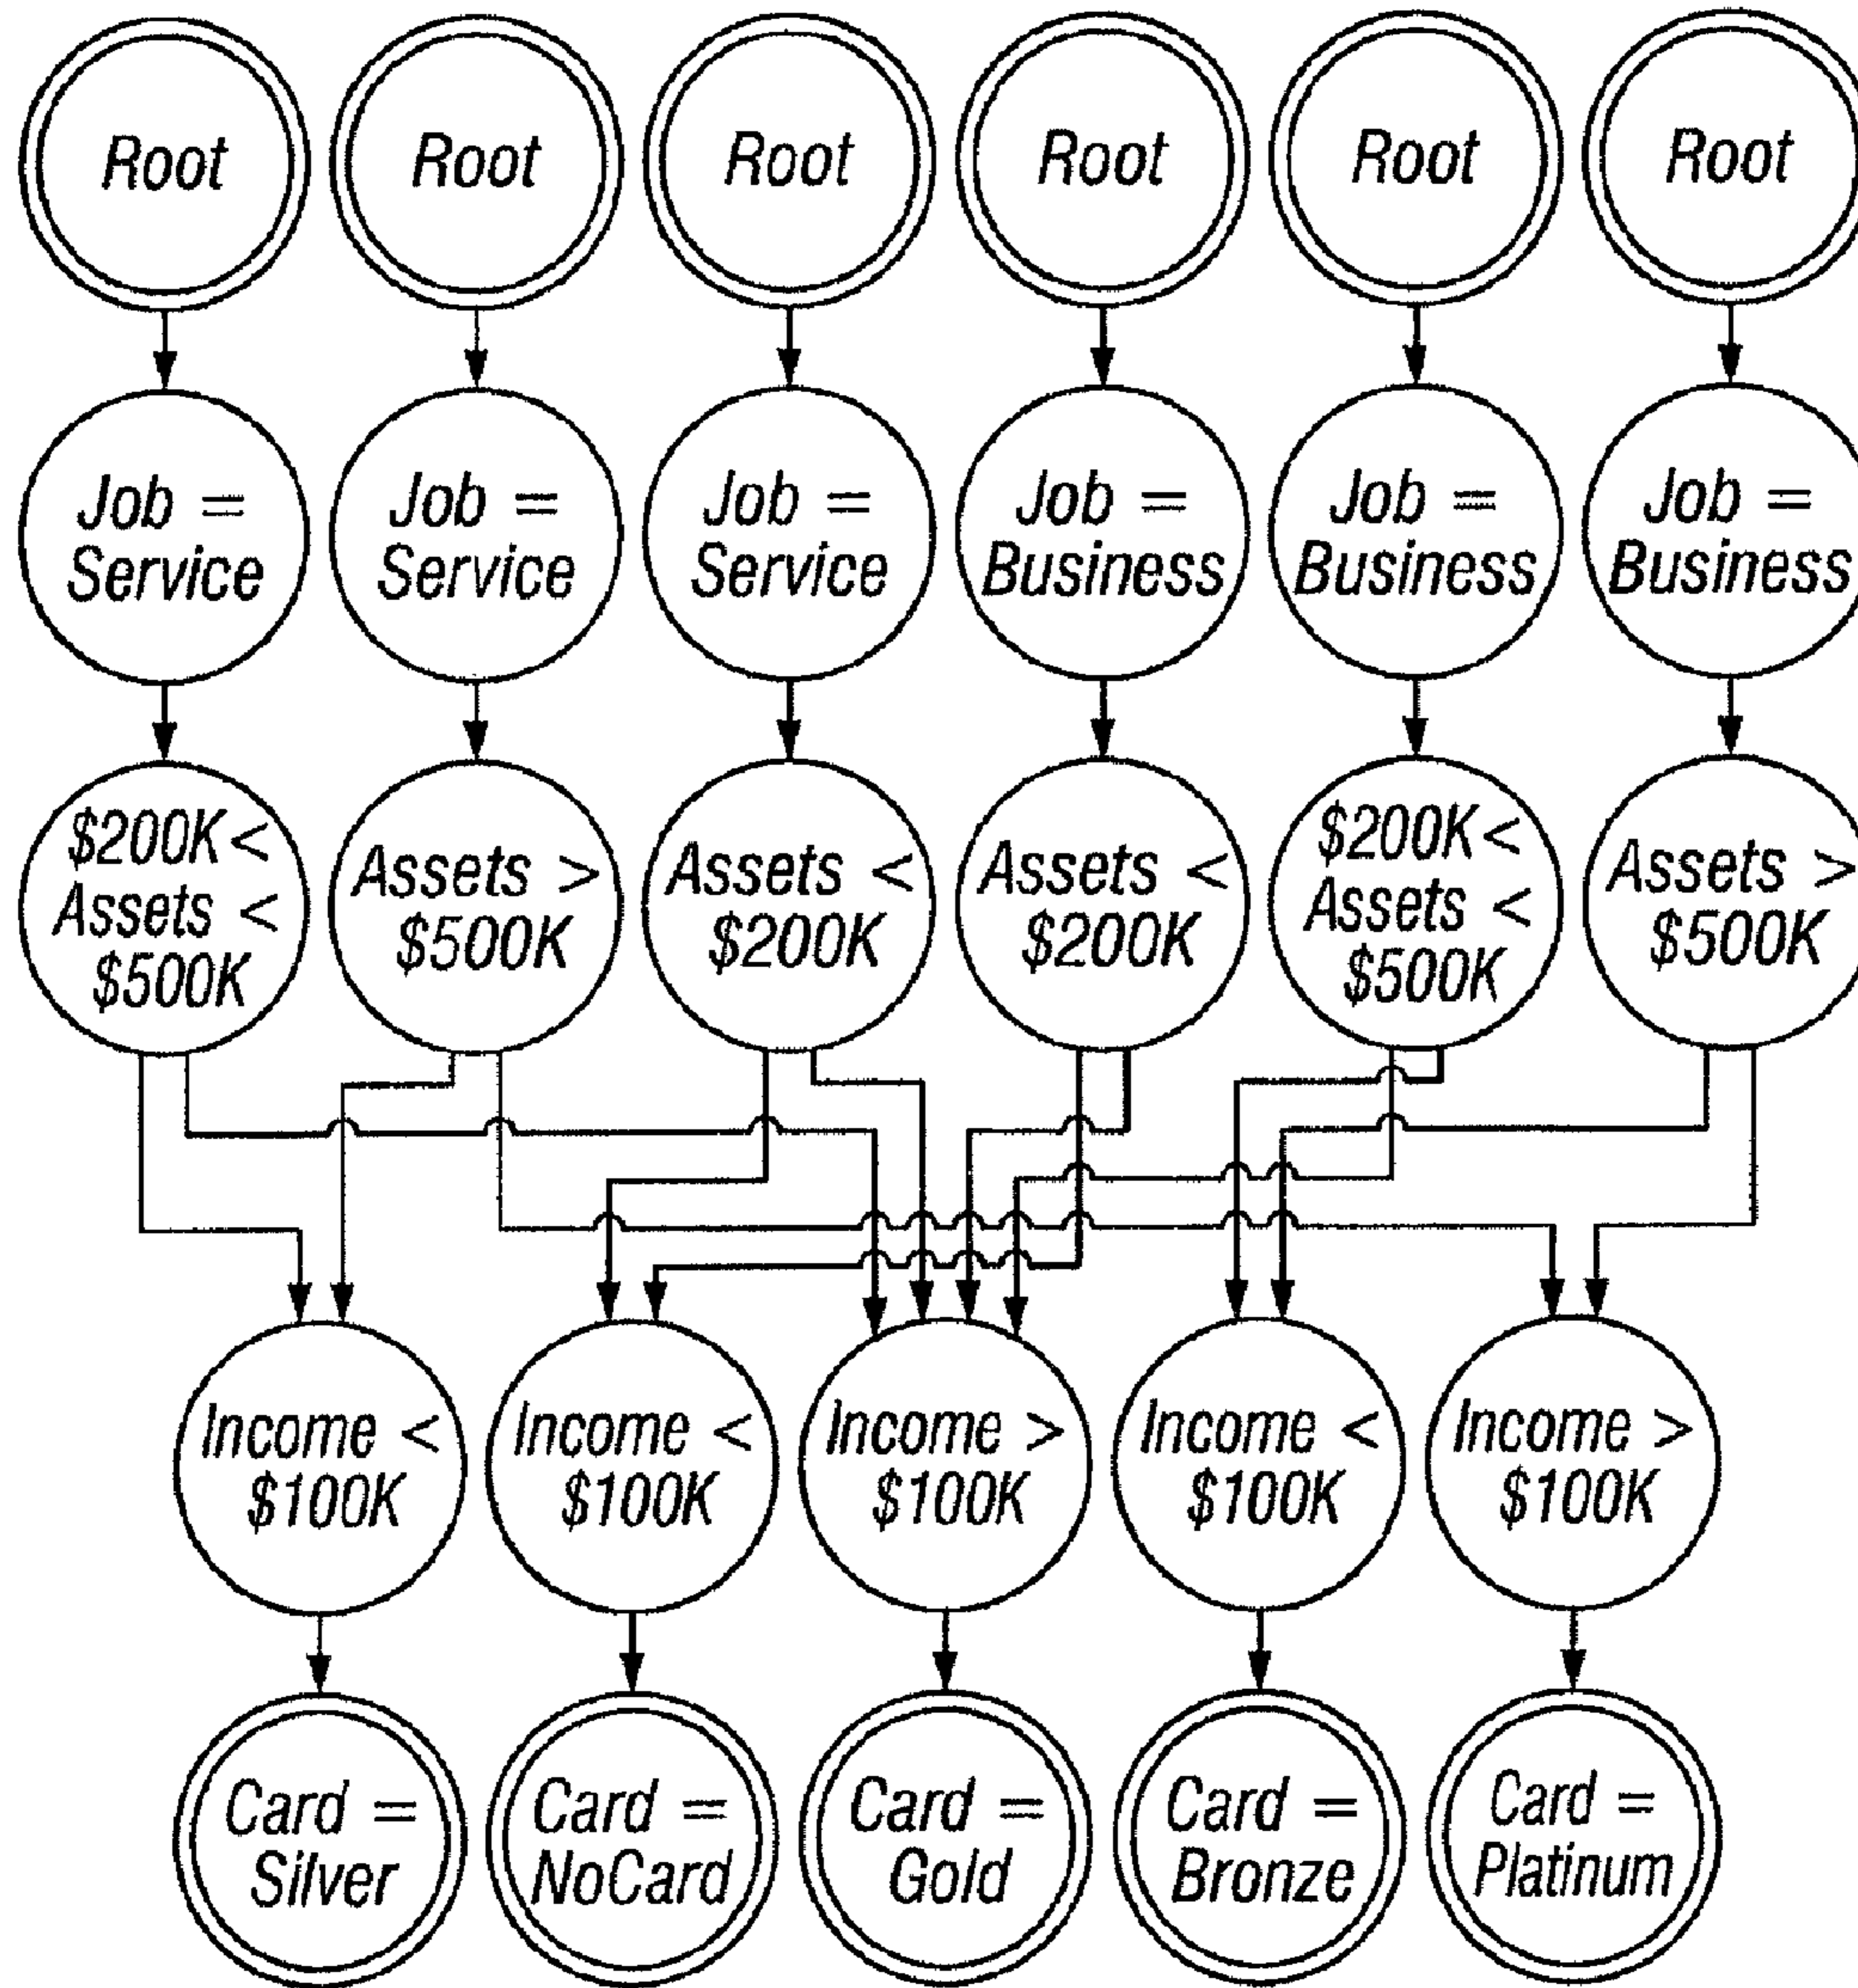 Root
Root
Root
Root
Root
Root
Job =
Service
Job =
Service
Job =
Service
Job =
Business
Job =
Business
Job =
Business
$200K <
Assets <
$500K
Assets >
$500K
Assets <
$200K
Assets <
$200K
$200K <
Assets <
$500K
Assets >
$500K
Income <
$100K
Income <
$100K
Income >
$100K
Income <
$100K
Income >
$100K
Card =
Silver
Card =
NoCard
Card =
Gold
Card =
Bronze
Card =
Platinum